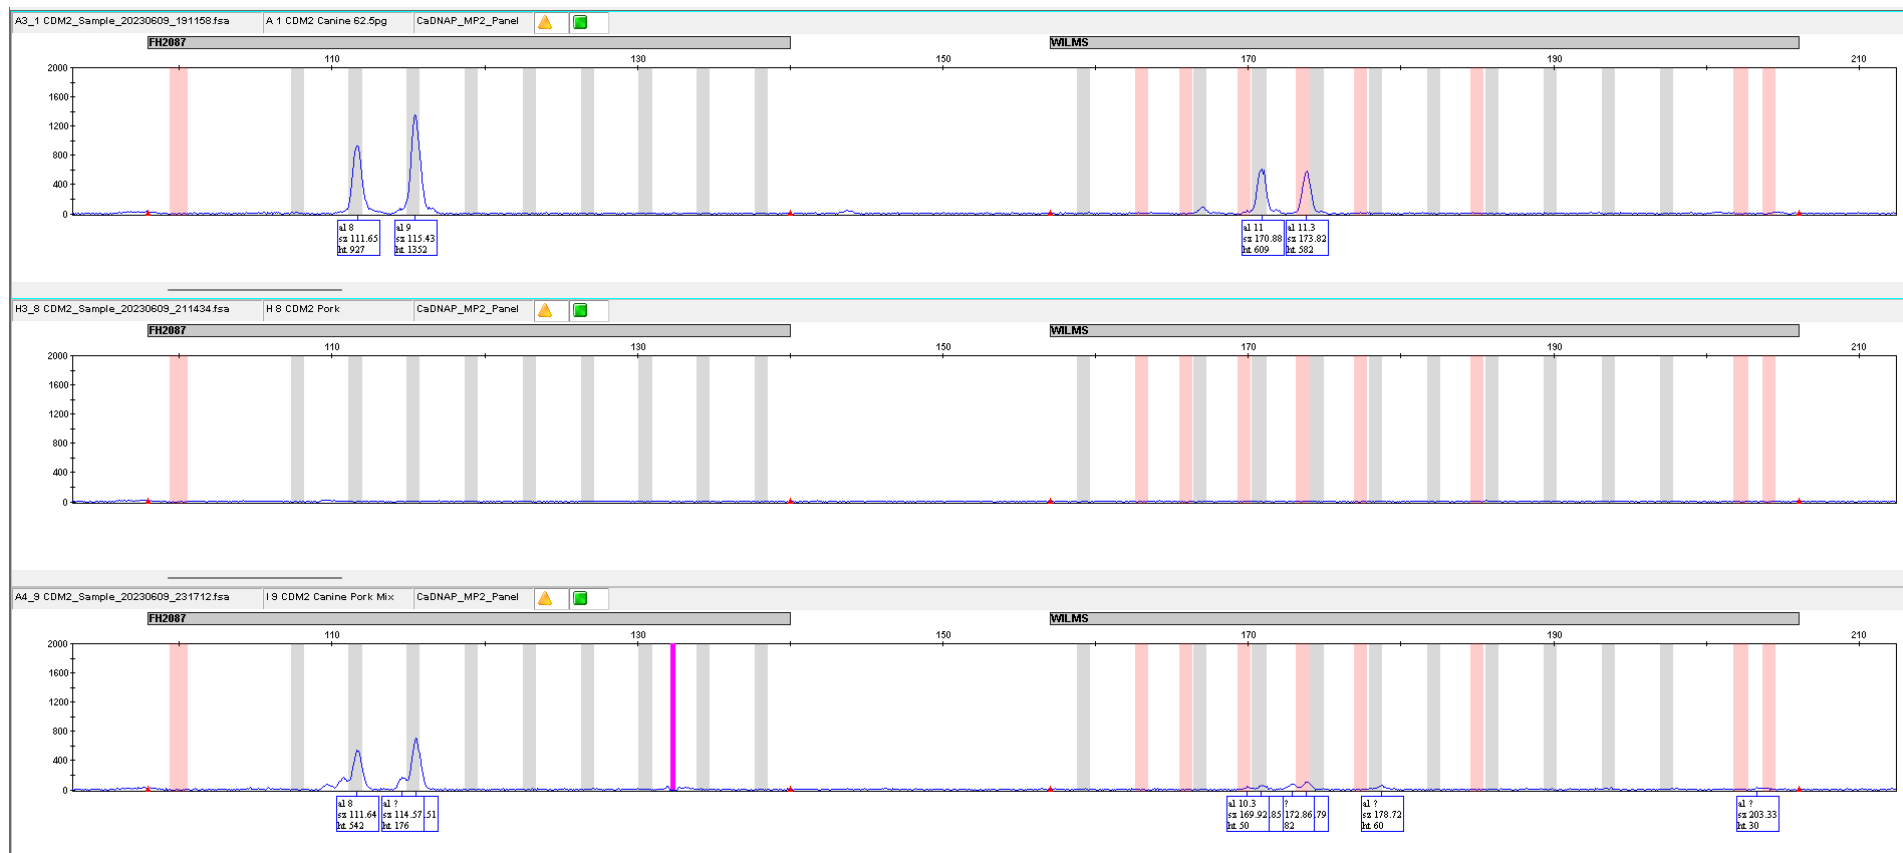 A3_1 CDM2_Sample_20230609_191158.fsa A 1 CDM2 Canine 62.5pg CaDNAP_MP2_Panel
FH2087 WILMS
110 130 150 170 190 210
2000
1600
1200
800
400
0
al 8 al 9 al 11 al 11.3
sz 111.65 sz 115.43 sz 170.88 sz 173.82
ht 927 ht 1352 ht 609 ht 582
H3_8 CDM2_Sample_20230609_211434.fsa H 8 CDM2 Pork CaDNAP_MP2_Panel
FH2087 WILMS
110 130 150 170 190 210
2000
1600
1200
800
400
0
A4_9 CDM2_Sample_20230609_231712.fsa I 9 CDM2 Canine Pork Mix CaDNAP_MP2_Panel
FH2087 WILMS
110 130 150 170 190 210
2000
1600
1200
800
400
0
al 8 al ? al 10.3 ? al ? al ?
sz 111.64 sz 114.57 .51 sz 169.92 .85 172.86 .79 sz 178.72 sz 203.33
ht 542 ht 176 ht 50 82 ht 60 ht 30